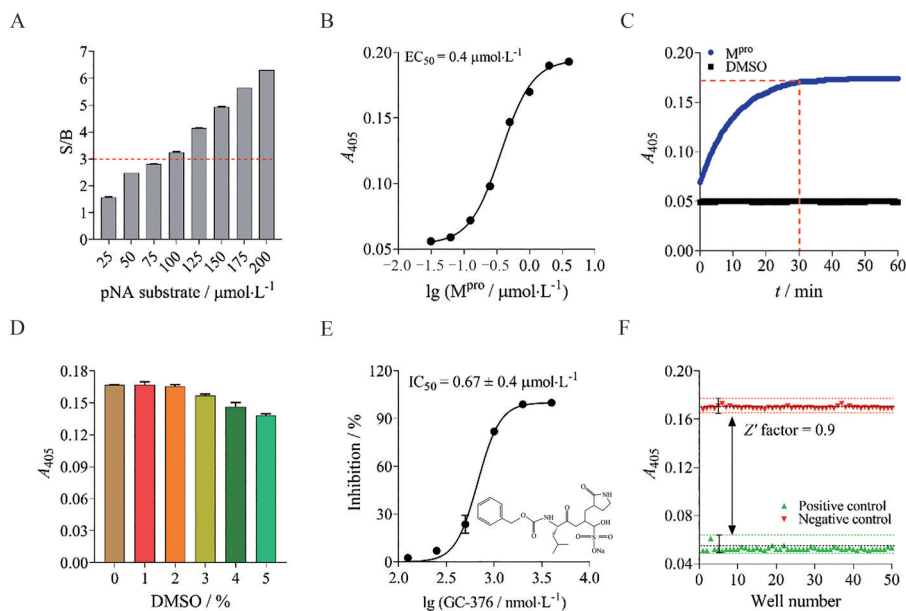 A
S/B
7
6
5
4
3
2
1
0
25 50 75 100 125 150 175 200
pNA substrate / μmol·L⁻¹
B
EC₅₀ = 0.4 μmol·L⁻¹
A₄₀₅
0.20
0.15
0.10
0.05
−2.0 −1.5 −1.0 −0.5 0.0 0.5 1.0
lg (Mᵖʳᵒ / μmol·L⁻¹)
C
Mᵖʳᵒ
DMSO
A₄₀₅
0.20
0.15
0.10
0.05
0.00
0 10 20 30 40 50 60
t / min
D
A₄₀₅
0.18
0.15
0.12
0.09
0.06
0.03
0.00
0 1 2 3 4 5
DMSO / %
E
IC₅₀ = 0.67 ± 0.4 μmol·L⁻¹
Inhibition / %
120
90
60
30
0
2.0 2.5 3.0 3.5 4.0
lg (GC-376 / nmol·L⁻¹)
O
NH
O
H
N
O
O
OH
O
S
O
ONa
F
A₄₀₅
0.20
0.16
0.12
0.08
0.04
Z′ factor = 0.9
Positive control
Negative control
0 10 20 30 40 50
Well number